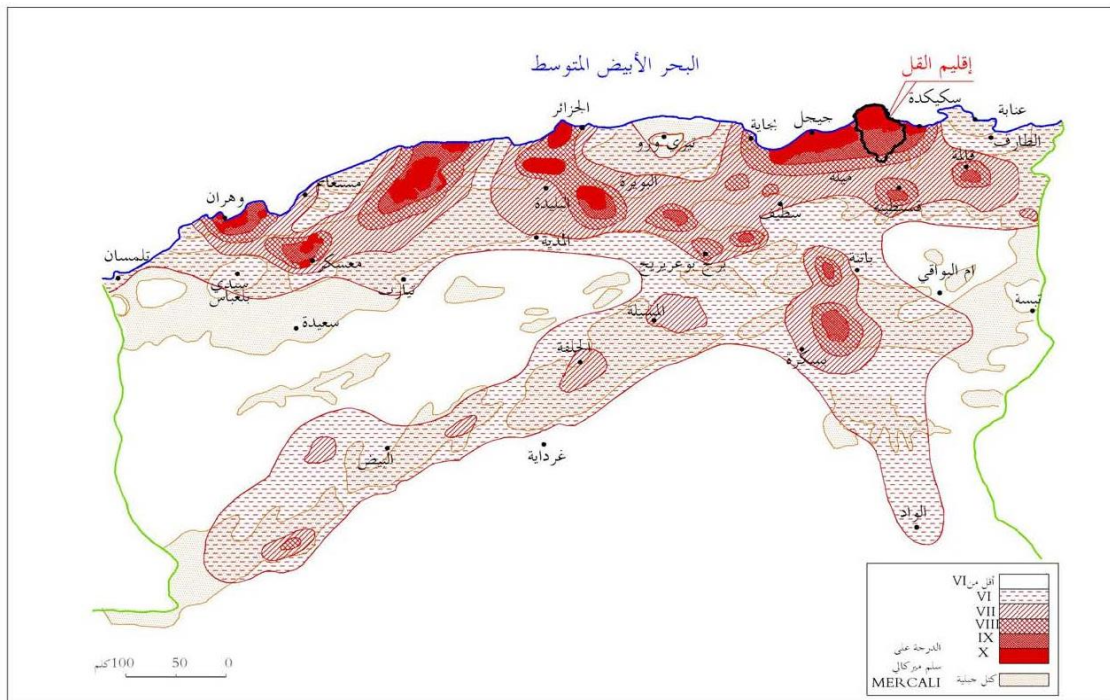 إقليم القل
البحر الأبيض المتوسط
سكيكدة
عنابة
الجزائر
جيجل
بجاية
الطارف
تيزي وزو
قالمة
ميلة
البويرة
مستغانم
البليدة
قسنطينة
وهران
سطيف
المدية
معسكر
برج بوعريريج
باتنة
تلمسان
سيدي
بلعباس
تيارت
ام البواقي
تبسة
سعيدة
المسيلة
الجلفة
بسكرة
غرداية
البيض
الواد
أقل من VI
VI
VII
VIII
IX
X
الدرجة على
سلم ميركالي
MERCALI
كتل جبلية
100كلم 50 0